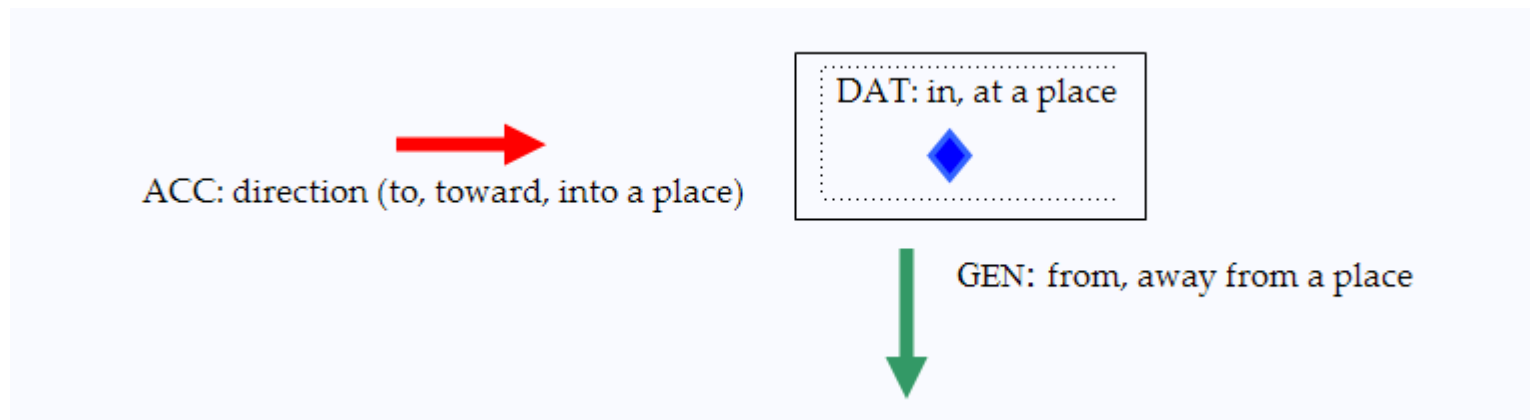 DAT: in, at a place
ACC: direction (to, toward, into a place)
GEN: from, away from a place